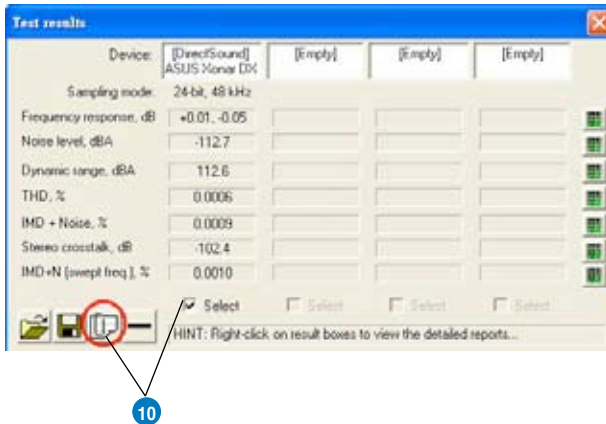 Test results
Device: [DirectSound] ASUS Xonar DX [Empty] [Empty] [Empty]
Sampling mode: 24-bit, 48 kHz
Frequency response, dB +0.01, -0.05
Noise level, dBA -112.7
Dynamic range, dBA 112.6
THD, % 0.0006
IMD + Noise, % 0.0009
Stereo crosstalk, dB -102.4
IMD+N (swept freq.), % 0.0010
Select Select Select Select
HINT: Right-click on result boxes to view the detailed reports...
10